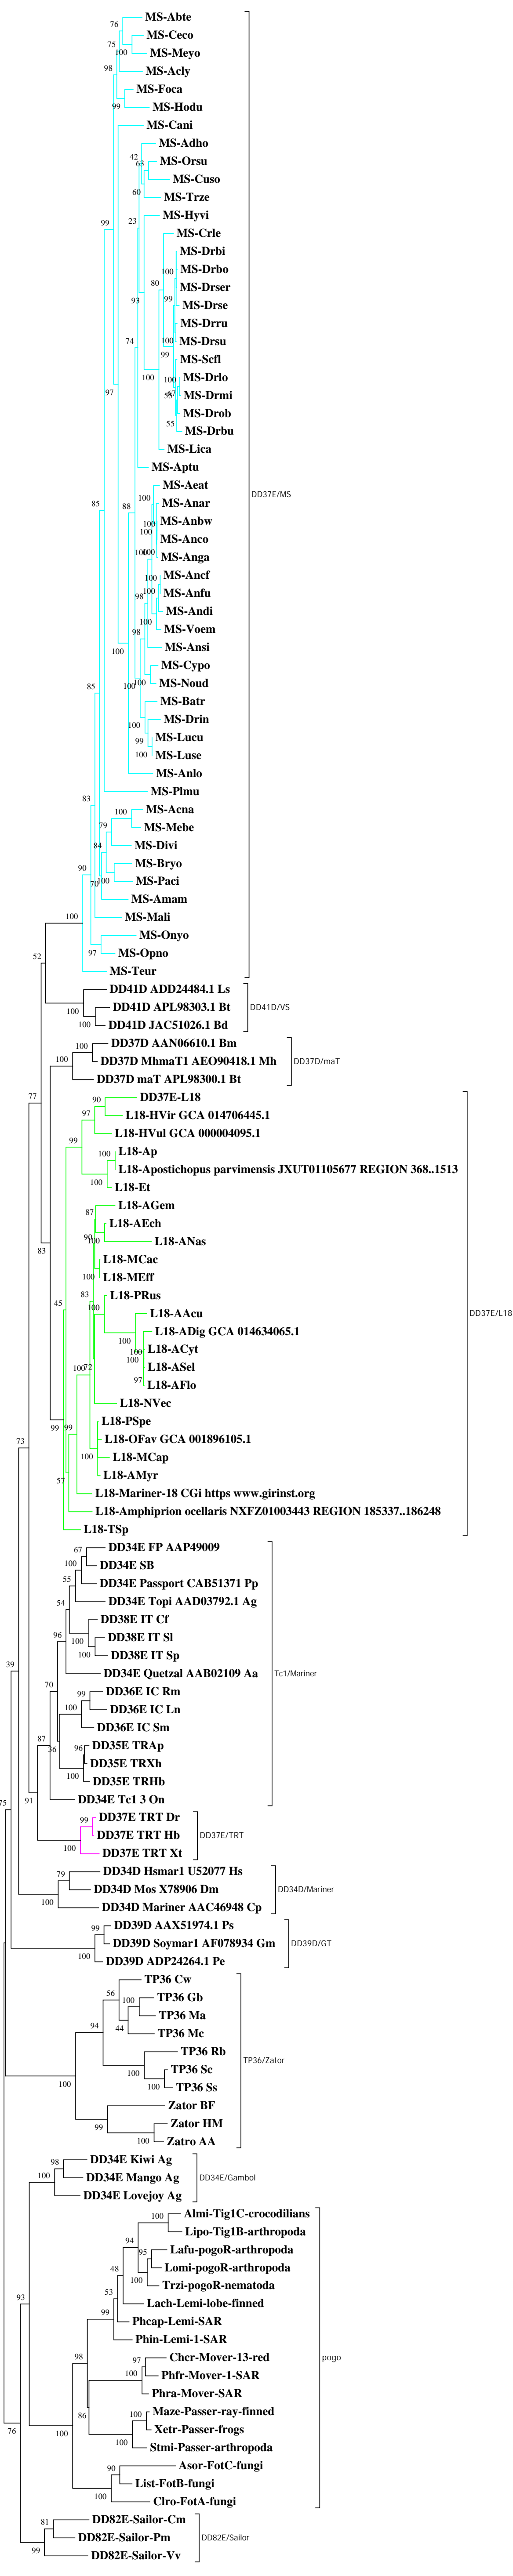 MS-Abte
MS-Ceco
MS-Meyo
MS-Acly
MS-Foca
MS-Hodu
MS-Cani
MS-Adho
MS-Orsu
MS-Cuso
MS-Trze
MS-Hyvi
MS-Crle
MS-Drbi
MS-Drbo
MS-Drser
MS-Drse
MS-Drru
MS-Drsu
MS-Scfl
MS-Drlo
MS-Drmi
MS-Drob
MS-Drbu
MS-Lica
MS-Aptu
MS-Aeat
DD37E/MS
MS-Anar
MS-Anbw
MS-Anco
MS-Anga
MS-Ancf
MS-Anfu
MS-Andi
MS-Voem
MS-Ansi
MS-Cypo
MS-Noud
MS-Batr
MS-Drin
MS-Lucu
MS-Luse
MS-Anlo
MS-Plmu
MS-Acna
MS-Mebe
MS-Divi
MS-Bryo
MS-Paci
MS-Amam
MS-Mali
MS-Onyo
MS-Opno
MS-Teur
DD41D ADD24484.1 Ls
DD41D APL98303.1 Bt
DD41D/VS
DD41D JAC51026.1 Bd
DD37D AAN06610.1 Bm
DD37D MhmaT1 AEO90418.1 Mh
DD37D/maT
DD37D maT APL98300.1 Bt
DD37E-L18
L18-HVir GCA 014706445.1
L18-HVul GCA 000004095.1
L18-Ap
L18-Apostichopus parvimensis JXUT01105677 REGION 368..1513
L18-Et
L18-AGem
L18-AEch
L18-ANas
L18-MCac
L18-MEff
L18-PRus
L18-AAcu
DD37E/L18
L18-ADig GCA 014634065.1
L18-ACyt
L18-ASel
L18-AFlo
L18-NVec
L18-PSpe
L18-OFav GCA 001896105.1
L18-MCap
L18-AMyr
L18-Mariner-18 CGi https www.girinst.org
L18-Amphiprion ocellaris NXFZ01003443 REGION 185337..186248
L18-TSp
DD34E FP AAP49009
DD34E SB
DD34E Passport CAB51371 Pp
DD34E Topi AAD03792.1 Ag
DD38E IT Cf
DD38E IT Sl
DD38E IT Sp
DD34E Quetzal AAB02109 Aa
Tc1/Mariner
DD36E IC Rm
DD36E IC Ln
DD36E IC Sm
DD35E TRAp
DD35E TRXh
DD35E TRHb
DD34E Tc1 3 On
DD37E TRT Dr
DD37E TRT Hb
DD37E/TRT
DD37E TRT Xt
DD34D Hsmar1 U52077 Hs
DD34D Mos X78906 Dm
DD34D/Mariner
DD34D Mariner AAC46948 Cp
DD39D AAX51974.1 Ps
DD39D Soymar1 AF078934 Gm
DD39D/GT
DD39D ADP24264.1 Pe
TP36 Cw
TP36 Gb
TP36 Ma
TP36 Mc
TP36 Rb
TP36/Zator
TP36 Sc
TP36 Ss
Zator BF
Zator HM
Zatro AA
DD34E Kiwi Ag
DD34E Mango Ag
DD34E/Gambol
DD34E Lovejoy Ag
Almi-Tig1C-crocodilians
Lipo-Tig1B-arthropoda
Lafu-pogoR-arthropoda
Lomi-pogoR-arthropoda
Trzi-pogoR-nematoda
Lach-Lemi-lobe-finned
Phcap-Lemi-SAR
Phin-Lemi-1-SAR
Chcr-Mover-13-red
pogo
Phfr-Mover-1-SAR
Phra-Mover-SAR
Maze-Passer-ray-finned
Xetr-Passer-frogs
Stmi-Passer-arthropoda
Asor-FotC-fungi
List-FotB-fungi
Clro-FotA-fungi
DD82E-Sailor-Cm
DD82E-Sailor-Pm
DD82E/Sailor
DD82E-Sailor-Vv